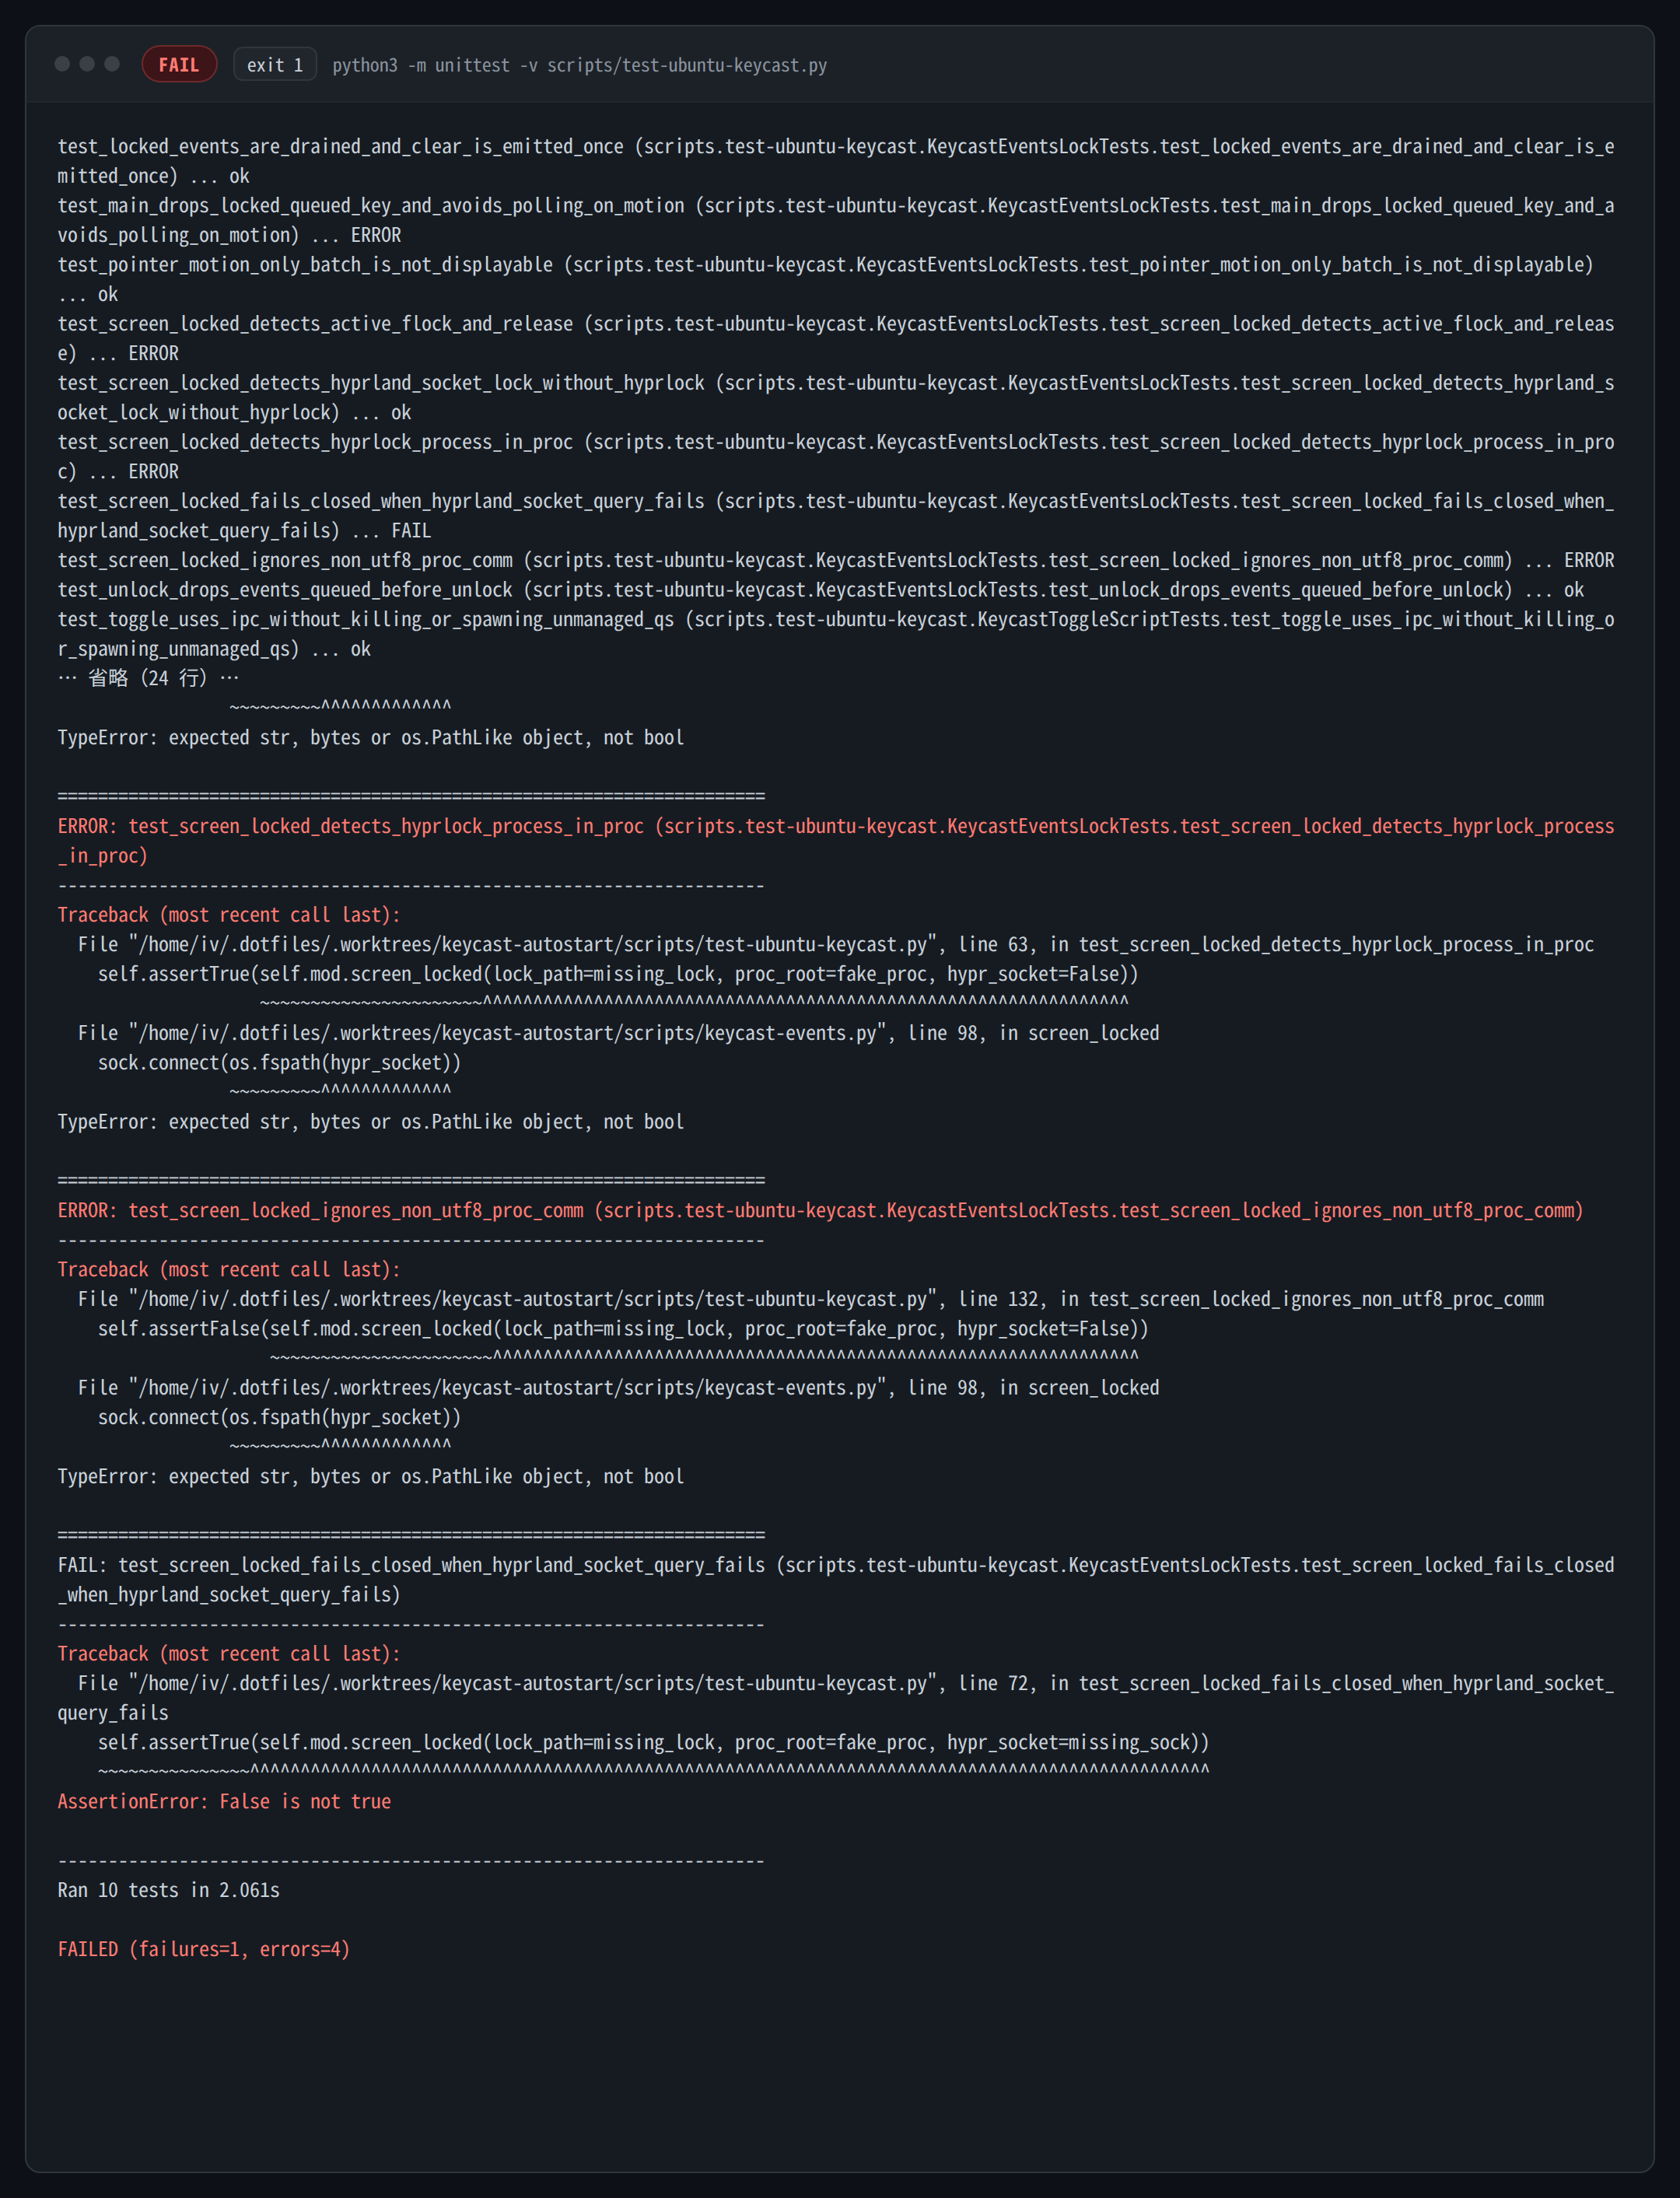 FAIL exit 1 python3 -m unittest -v scripts/test-ubuntu-keycast.py
test_locked_events_are_drained_and_clear_is_emitted_once (scripts.test-ubuntu-keycast.KeycastEventsLockTests.test_locked_events_are_drained_and_clear_is_e
mitted_once) ... ok
test_main_drops_locked_queued_key_and_avoids_polling_on_motion (scripts.test-ubuntu-keycast.KeycastEventsLockTests.test_main_drops_locked_queued_key_and_a
voids_polling_on_motion) ... ERROR
test_pointer_motion_only_batch_is_not_displayable (scripts.test-ubuntu-keycast.KeycastEventsLockTests.test_pointer_motion_only_batch_is_not_displayable)
... ok
test_screen_locked_detects_active_flock_and_release (scripts.test-ubuntu-keycast.KeycastEventsLockTests.test_screen_locked_detects_active_flock_and_releas
e) ... ERROR
test_screen_locked_detects_hyprland_socket_lock_without_hyprlock (scripts.test-ubuntu-keycast.KeycastEventsLockTests.test_screen_locked_detects_hyprland_s
ocket_lock_without_hyprlock) ... ok
test_screen_locked_detects_hyprlock_process_in_proc (scripts.test-ubuntu-keycast.KeycastEventsLockTests.test_screen_locked_detects_hyprlock_process_in_pro
c) ... ERROR
test_screen_locked_fails_closed_when_hyprland_socket_query_fails (scripts.test-ubuntu-keycast.KeycastEventsLockTests.test_screen_locked_fails_closed_when_
hyprland_socket_query_fails) ... FAIL
test_screen_locked_ignores_non_utf8_proc_comm (scripts.test-ubuntu-keycast.KeycastEventsLockTests.test_screen_locked_ignores_non_utf8_proc_comm) ... ERROR
test_unlock_drops_events_queued_before_unlock (scripts.test-ubuntu-keycast.KeycastEventsLockTests.test_unlock_drops_events_queued_before_unlock) ... ok
test_toggle_uses_ipc_without_killing_or_spawning_unmanaged_qs (scripts.test-ubuntu-keycast.KeycastToggleScriptTests.test_toggle_uses_ipc_without_killing_o
r_spawning_unmanaged_qs) ... ok
… 省略（24 行）…
                 ~~~~~~~~~^^^^^^^^^^^^^
TypeError: expected str, bytes or os.PathLike object, not bool

======================================================================
ERROR: test_screen_locked_detects_hyprlock_process_in_proc (scripts.test-ubuntu-keycast.KeycastEventsLockTests.test_screen_locked_detects_hyprlock_process
_in_proc)
----------------------------------------------------------------------
Traceback (most recent call last):
  File "/home/iv/.dotfiles/.worktrees/keycast-autostart/scripts/test-ubuntu-keycast.py", line 63, in test_screen_locked_detects_hyprlock_process_in_proc
    self.assertTrue(self.mod.screen_locked(lock_path=missing_lock, proc_root=fake_proc, hypr_socket=False))
                    ~~~~~~~~~~~~~~~~~~~~~~^^^^^^^^^^^^^^^^^^^^^^^^^^^^^^^^^^^^^^^^^^^^^^^^^^^^^^^^^^^^^^^^
  File "/home/iv/.dotfiles/.worktrees/keycast-autostart/scripts/keycast-events.py", line 98, in screen_locked
    sock.connect(os.fspath(hypr_socket))
                 ~~~~~~~~~^^^^^^^^^^^^^
TypeError: expected str, bytes or os.PathLike object, not bool

======================================================================
ERROR: test_screen_locked_ignores_non_utf8_proc_comm (scripts.test-ubuntu-keycast.KeycastEventsLockTests.test_screen_locked_ignores_non_utf8_proc_comm)
----------------------------------------------------------------------
Traceback (most recent call last):
  File "/home/iv/.dotfiles/.worktrees/keycast-autostart/scripts/test-ubuntu-keycast.py", line 132, in test_screen_locked_ignores_non_utf8_proc_comm
    self.assertFalse(self.mod.screen_locked(lock_path=missing_lock, proc_root=fake_proc, hypr_socket=False))
                     ~~~~~~~~~~~~~~~~~~~~~~^^^^^^^^^^^^^^^^^^^^^^^^^^^^^^^^^^^^^^^^^^^^^^^^^^^^^^^^^^^^^^^^
  File "/home/iv/.dotfiles/.worktrees/keycast-autostart/scripts/keycast-events.py", line 98, in screen_locked
    sock.connect(os.fspath(hypr_socket))
                 ~~~~~~~~~^^^^^^^^^^^^^
TypeError: expected str, bytes or os.PathLike object, not bool

======================================================================
FAIL: test_screen_locked_fails_closed_when_hyprland_socket_query_fails (scripts.test-ubuntu-keycast.KeycastEventsLockTests.test_screen_locked_fails_closed
_when_hyprland_socket_query_fails)
----------------------------------------------------------------------
Traceback (most recent call last):
  File "/home/iv/.dotfiles/.worktrees/keycast-autostart/scripts/test-ubuntu-keycast.py", line 72, in test_screen_locked_fails_closed_when_hyprland_socket_
query_fails
    self.assertTrue(self.mod.screen_locked(lock_path=missing_lock, proc_root=fake_proc, hypr_socket=missing_sock))
    ~~~~~~~~~~~~~~~^^^^^^^^^^^^^^^^^^^^^^^^^^^^^^^^^^^^^^^^^^^^^^^^^^^^^^^^^^^^^^^^^^^^^^^^^^^^^^^^^^^^^^^^^^^^^^^
AssertionError: False is not true

----------------------------------------------------------------------
Ran 10 tests in 2.061s

FAILED (failures=1, errors=4)